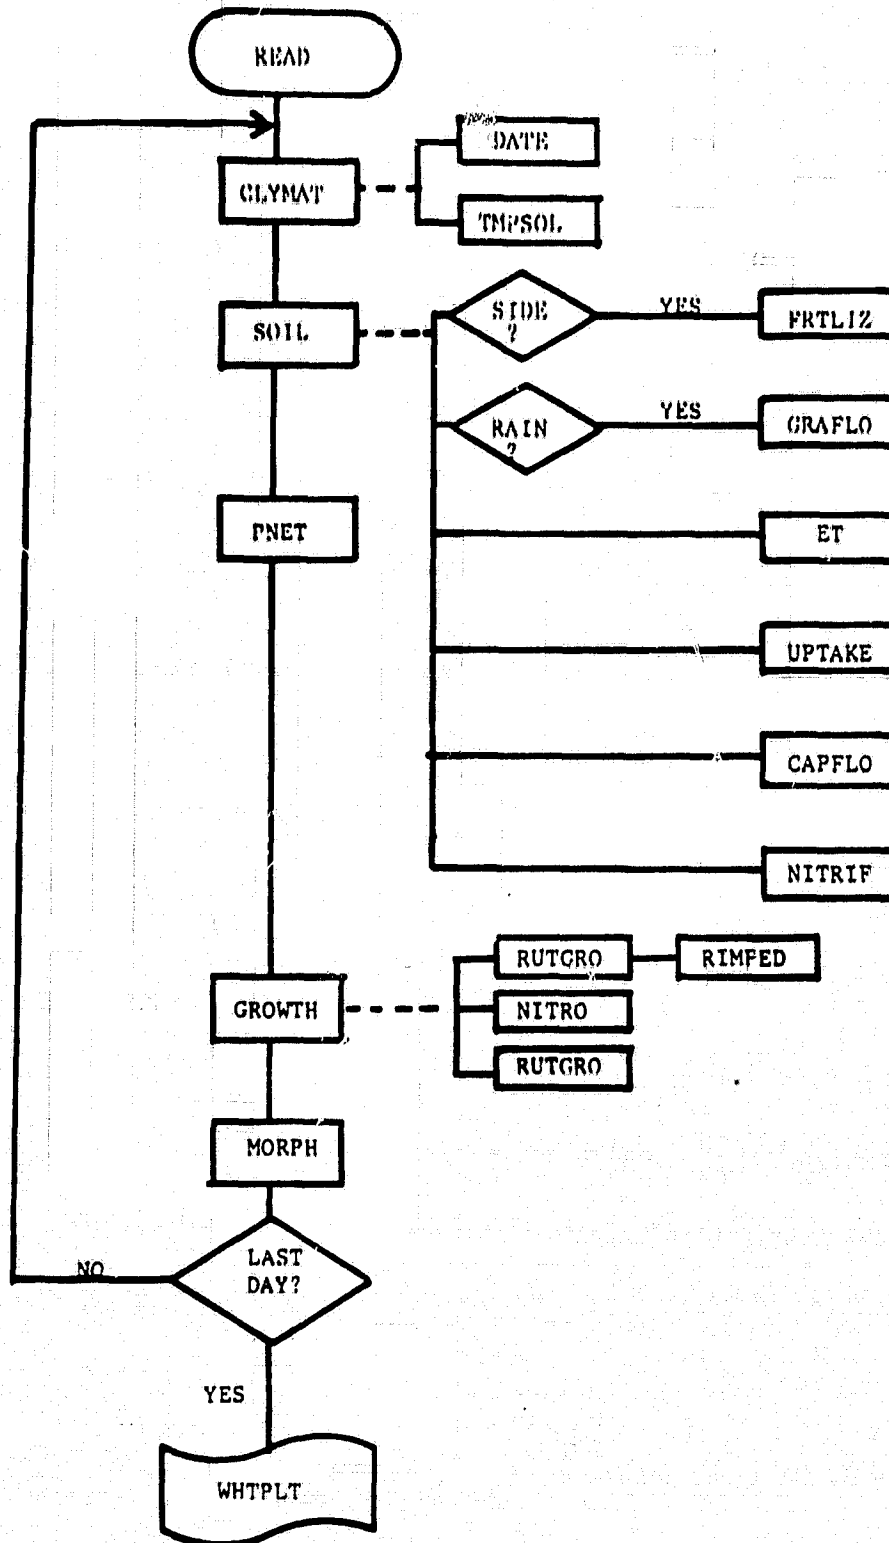 READ
DATE
CLYMAT
TMPSOL
SIDE
?
YES
FRTLIZ
SOIL
RAIN
?
YES
GRAFLO
PNET
ET
UPTAKE
CAPFLO
NITRIF
RUTGRO
RIMPED
GROWTH
NITRO
RUTGRO
MORPH
LAST
DAY?
NO
YES
WHTPLT